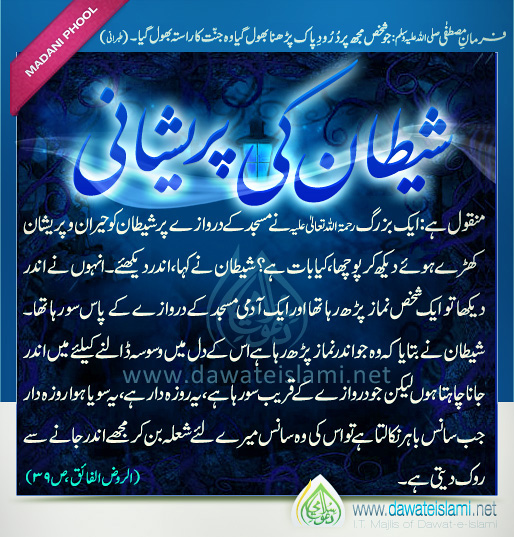 MADANI PHOOL
فرمانِ مصطفٰی صلی اللہ علیہ وسلم: جو شخص مجھ پر دُرُودِ پاک پڑھنا بھول گیا وہ جنّت کا راستہ بھول گیا۔ (طبرانی)
شیطان کی پریشانی
منقول ہے: ایک بزرگ رحمۃ اللہ تعالیٰ علیہ نے مسجد کے دروازے پر شیطان کو حیران و پریشان
کھڑے ہوئے دیکھ کر پوچھا، کیا بات ہے؟ شیطان نے کہا، اندر دیکھئے۔ انہوں نے اندر
دیکھا تو ایک شخص نماز پڑھ رہا تھا اور ایک آدمی مسجد کے دروازے کے پاس سو رہا تھا۔
شیطان نے بتایا کہ وہ جو اندر نماز پڑھ رہا ہے اس کے دل میں وسوسہ ڈالنے کیلئے میں اندر
www.dawateislami.net
جانا چاہتا ہوں لیکن جو دروازے کے قریب سو رہا ہے، یہ روزہ دار ہے، یہ سویا ہوا روزہ دار
جب سانس باہر نکالتا ہے تو اس کی وہ سانس میرے لئے شعلہ بن کر مجھے اندر جانے سے
روک دیتی ہے۔
(الروض الفائق، ص ۳۹)
www.dawateislami.net
I.T. Majlis of Dawat-e-Islami